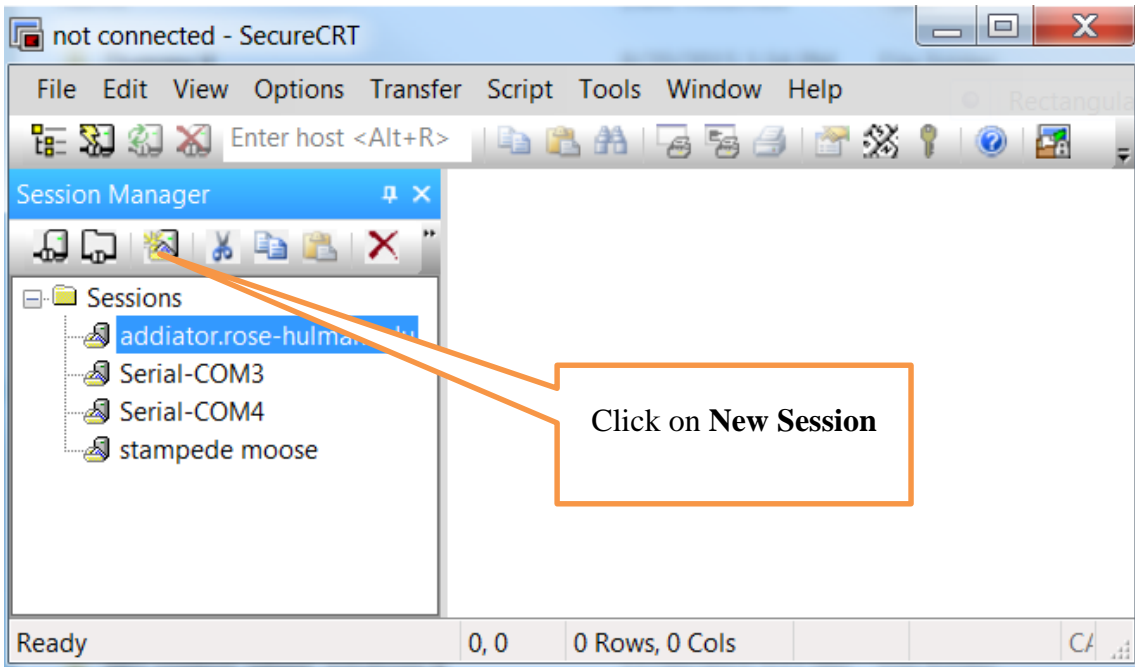 not connected - SecureCRT
File Edit View Options Transfer Script Tools Window Help
Enter host <Alt+R>
Session Manager
Sessions
Serial-COM3
Serial-COM4
stampede moose
Click on New Session
Ready 0, 0 0 Rows, 0 Cols